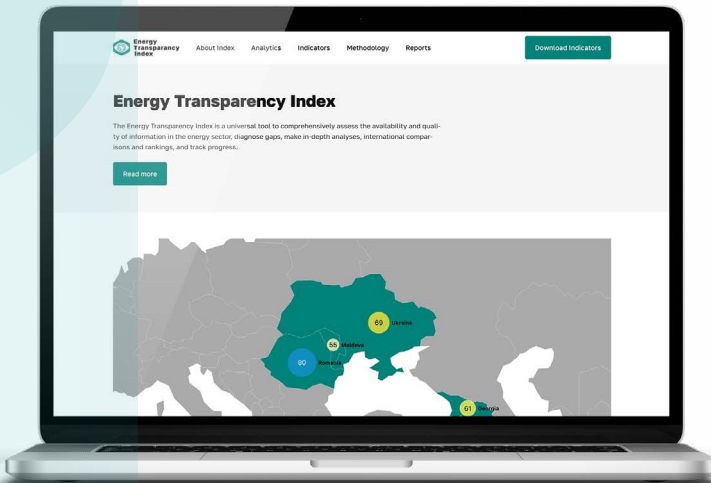 Energy
Transparancy
Index
About Index
Analytics
Indicators
Methodology
Reports
Download Indicators
Energy Transparency Index
The Energy Transparency Index is a universal tool to comprehensively assess the availability and quali-
ty of information in the energy sector, diagnose gaps, make in-depth analyses, international compar-
isons and rankings, and track progress.
Read more
69 Ukraine
55 Moldova
80 Romania
61 Georgia